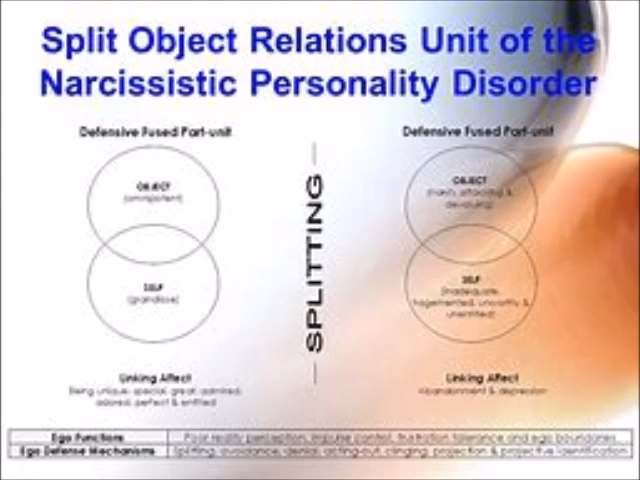 Split Object Relations Unit of the
Narcissistic Personality Disorder
Defensive Fused Part-unit
Defensive Fused Part-unit
OBJECT
(omnipotent)
SELF
(grandiose)
SPLITTING
OBJECT
(harsh, attacking &
devaluing)
SELF
(inadequate,
fragmented, unworthy &
unentitled)
Linking Affect
Being unique, special, great, admired,
adored, perfect & entitled
Linking Affect
Abandonment & depression
Ego Functions
Poor reality perception, impulse control, frustration tolerance and ego boundaries
Ego Defense Mechanisms
Splitting, avoidance, denial, acting-out, clinging, projection & projective identification